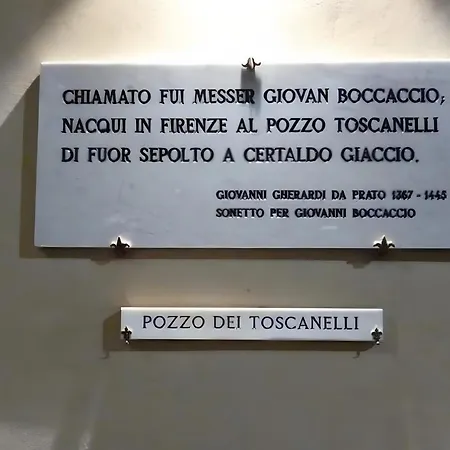 CHIAMATO FUI MESSER GIOVAN BOCCACCIO;
NACQUI IN FIRENZE AL POZZO TOSCANELLI
DI FUOR SEPOLTO A CERTALDO GIACCIO.
GIOVANNI GHERARDI DA PRATO 1367 - 1445
SONETTO PER GIOVANNI BOCCACCIO
POZZO DEI TOSCANELLI